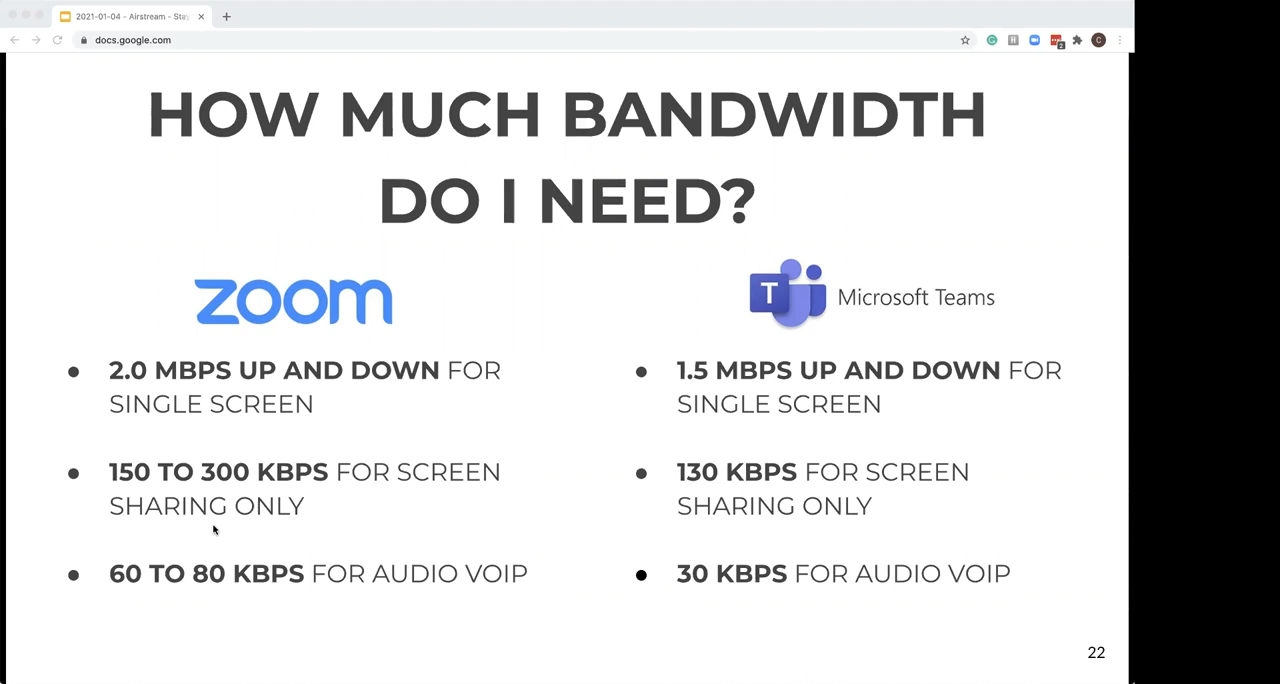 2021-01-04 - Airstream - Stay
docs.google.com
HOW MUCH BANDWIDTH
DO I NEED?
zoom
T Microsoft Teams
2.0 MBPS UP AND DOWN FOR
SINGLE SCREEN
150 TO 300 KBPS FOR SCREEN
SHARING ONLY
60 TO 80 KBPS FOR AUDIO VOIP
1.5 MBPS UP AND DOWN FOR
SINGLE SCREEN
130 KBPS FOR SCREEN
SHARING ONLY
30 KBPS FOR AUDIO VOIP
22